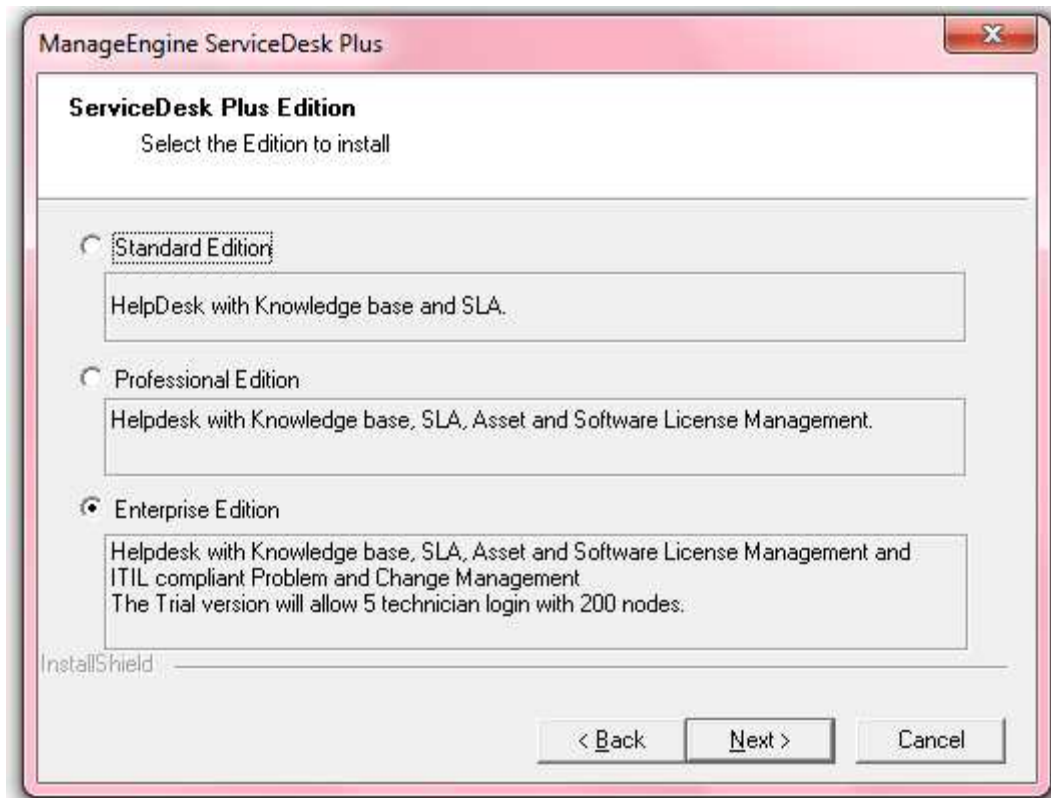 ManageEngine ServiceDesk Plus
ServiceDesk Plus Edition
Select the Edition to install
Standard Edition
HelpDesk with Knowledge base and SLA.
Professional Edition
Helpdesk with Knowledge base, SLA, Asset and Software License Management.
Enterprise Edition
Helpdesk with Knowledge base, SLA, Asset and Software License Management and
ITIL compliant Problem and Change Management
The Trial version will allow 5 technician login with 200 nodes.
InstallShield
< Back Next > Cancel